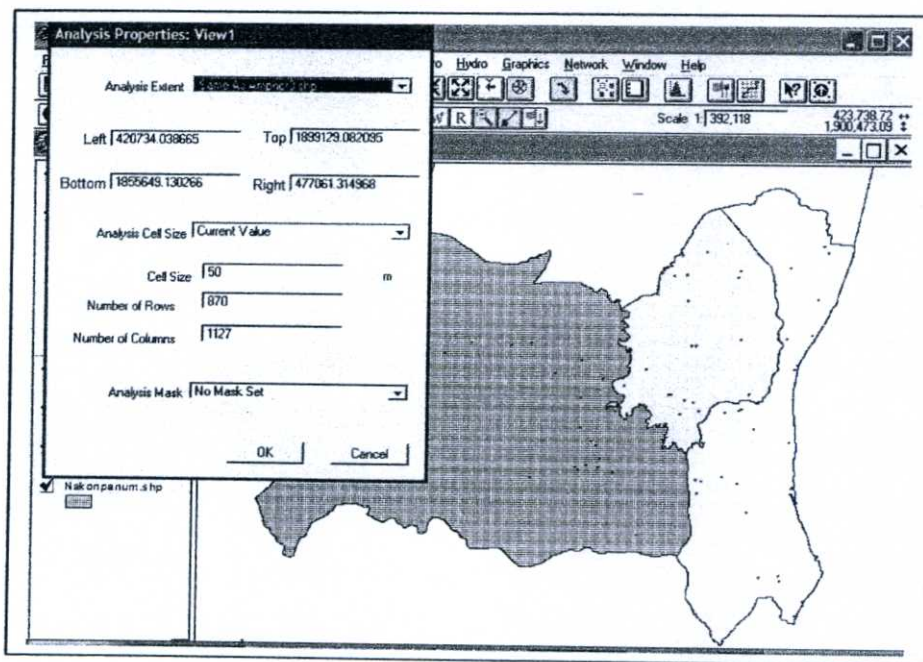 Analysis Properties: View1
Analysis Extent
Left 420734.038665 Top 1899129.082095
Bottom 1855649.130266 Right 477061.314968
Analysis Cell Size Current Value
Cell Size 50 m
Number of Rows 870
Number of Columns 1127
Analysis Mask No Mask Set
OK Cancel
Hydro Graphics Network Window Help
R
Scale 1: 392,118 423,738.72
1,900,473.09
Nakonpanum.shp